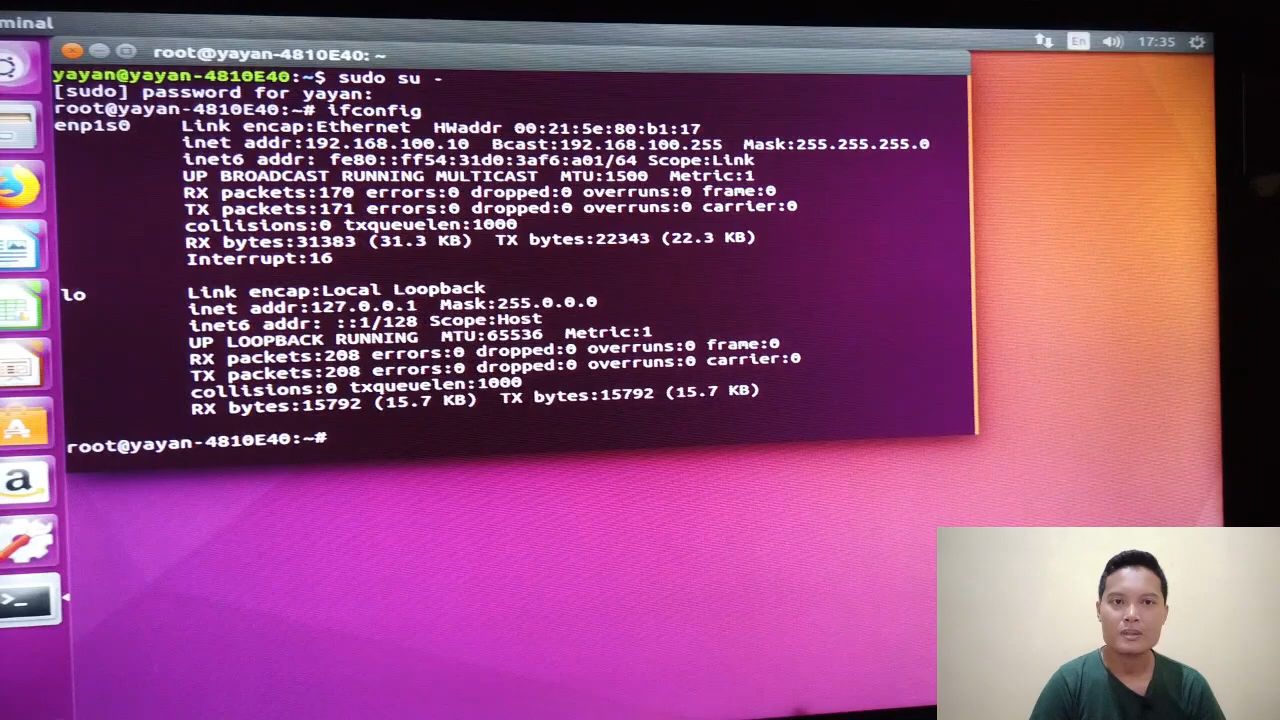 minal
En
17:35
root@yayan-4810E40: ~
yayan@yayan-4810E40:~$ sudo su -
[sudo] password for yayan:
root@yayan-4810E40:~# ifconfig
enp1s0 Link encap:Ethernet HWaddr 00:21:5e:80:b1:17
inet addr:192.168.100.10 Bcast:192.168.100.255 Mask:255.255.255.0
inet6 addr: fe80::ff54:31d0:3af6:a01/64 Scope:Link
UP BROADCAST RUNNING MULTICAST MTU:1500 Metric:1
RX packets:170 errors:0 dropped:0 overruns:0 frame:0
TX packets:171 errors:0 dropped:0 overruns:0 carrier:0
collisions:0 txqueuelen:1000
RX bytes:31383 (31.3 KB) TX bytes:22343 (22.3 KB)
Interrupt:16
lo Link encap:Local Loopback
inet addr:127.0.0.1 Mask:255.0.0.0
inet6 addr: ::1/128 Scope:Host
UP LOOPBACK RUNNING MTU:65536 Metric:1
RX packets:208 errors:0 dropped:0 overruns:0 frame:0
TX packets:208 errors:0 dropped:0 overruns:0 carrier:0
collisions:0 txqueuelen:1000
RX bytes:15792 (15.7 KB) TX bytes:15792 (15.7 KB)
root@yayan-4810E40:~#